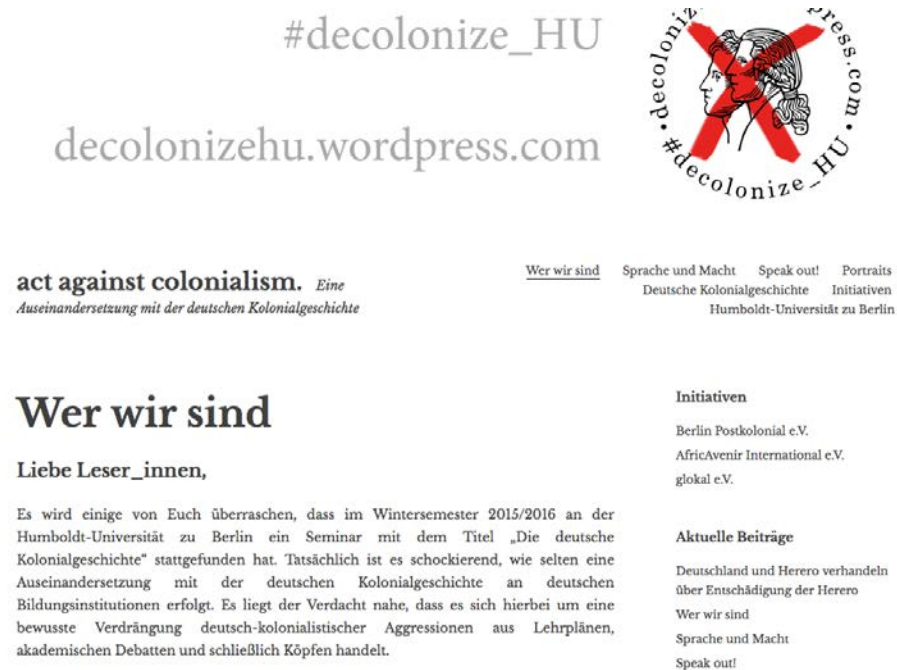 #decolonize_HU
decolonizehu.wordpress.com
#decolonize_HU
act against colonialism. Eine
Auseinandersetzung mit der deutschen Kolonialgeschichte
Wer wir sind Sprache und Macht Speak out! Portraits
Deutsche Kolonialgeschichte Initiativen
Humboldt-Universität zu Berlin
Wer wir sind
Liebe Leser_innen,
Es wird einige von Euch überraschen, dass im Wintersemester 2015/2016 an der
Humboldt-Universität zu Berlin ein Seminar mit dem Titel „Die deutsche
Kolonialgeschichte“ stattgefunden hat. Tatsächlich ist es schockierend, wie selten eine
Auseinandersetzung mit der deutschen Kolonialgeschichte an deutschen
Bildungsinstitutionen erfolgt. Es liegt der Verdacht nahe, dass es sich hierbei um eine
bewusste Verdrängung deutsch-kolonialistischer Aggressionen aus Lehrplänen,
akademischen Debatten und schließlich Köpfen handelt.
Initiativen
Berlin Postkolonial e.V.
AfricAvenir International e.V.
glokal e.V.
Aktuelle Beiträge
Deutschland und Herero verhandeln
über Entschädigung der Herero
Wer wir sind
Sprache und Macht
Speak out!